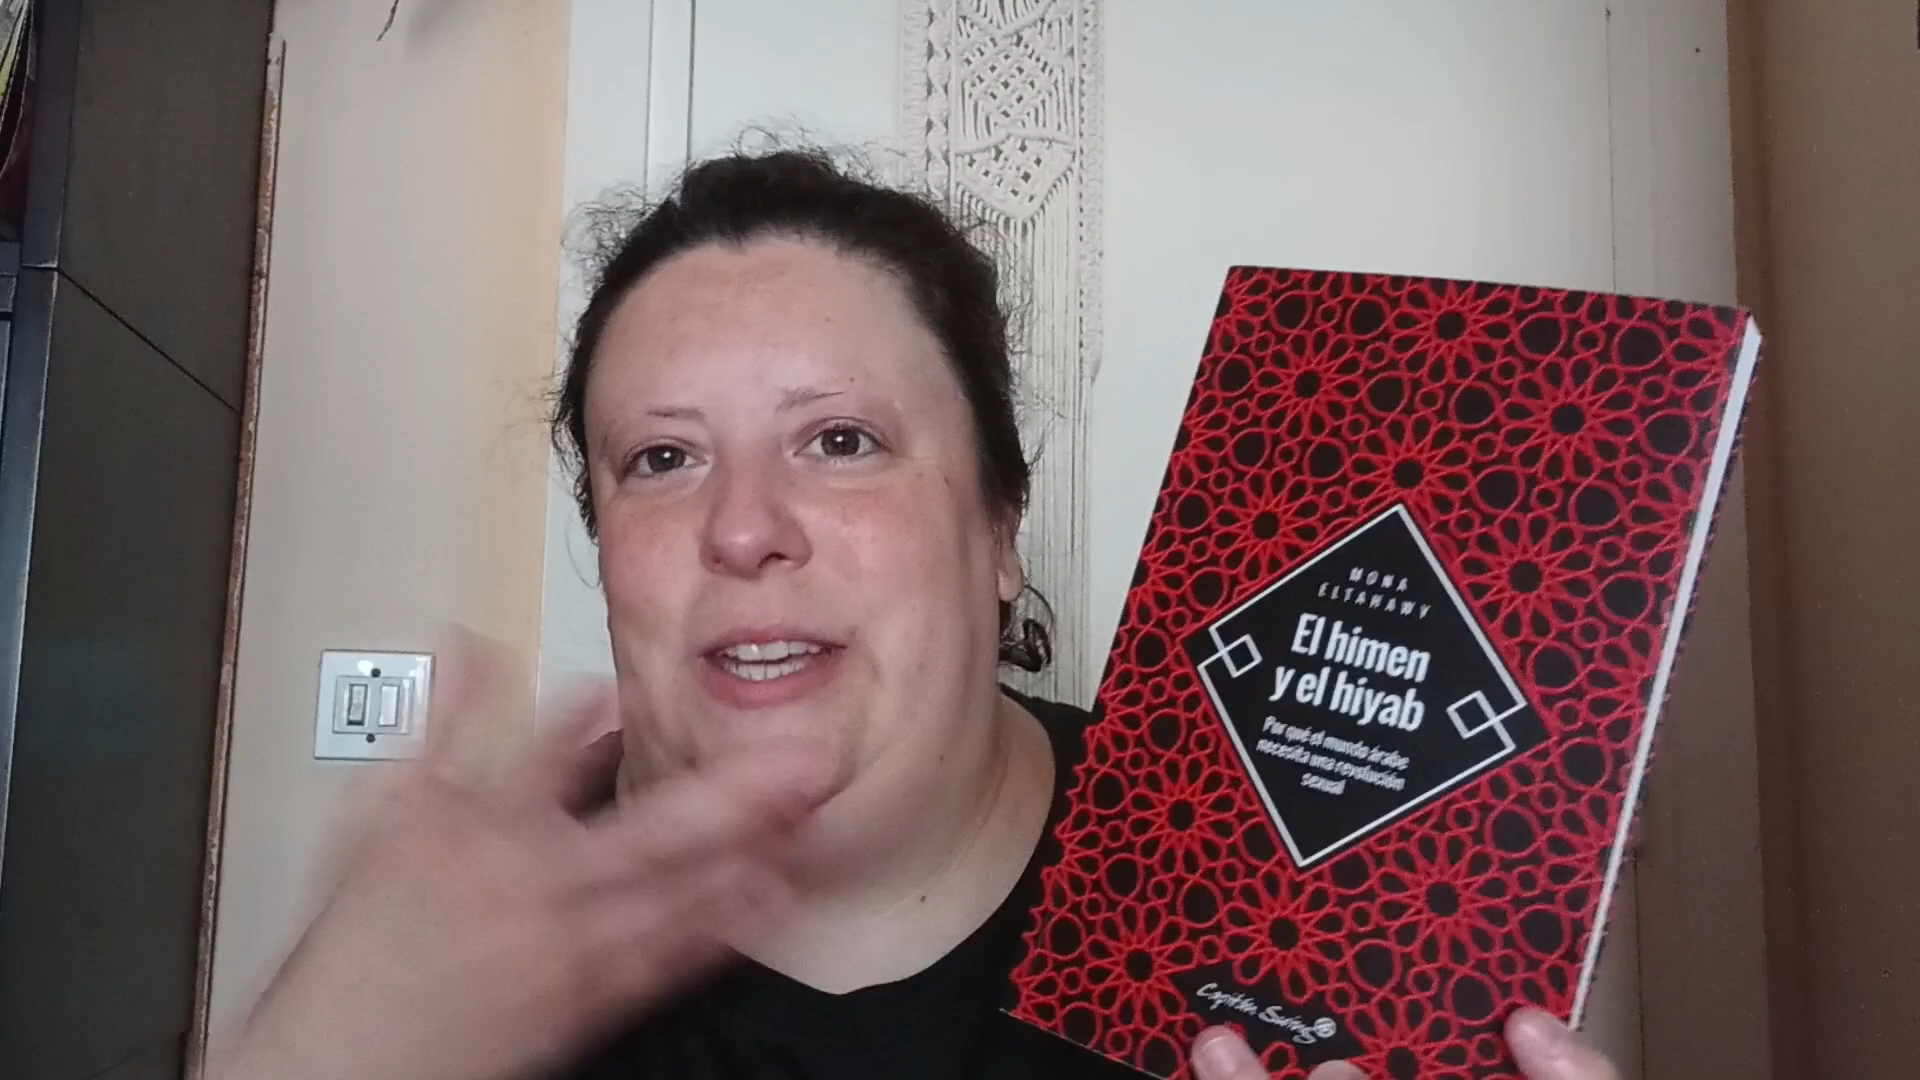 MONA
ELTAHAWY
El himen
y el hiyab
Por qué el mundo árabe
necesita una revolución
sexual
Capitán Swing